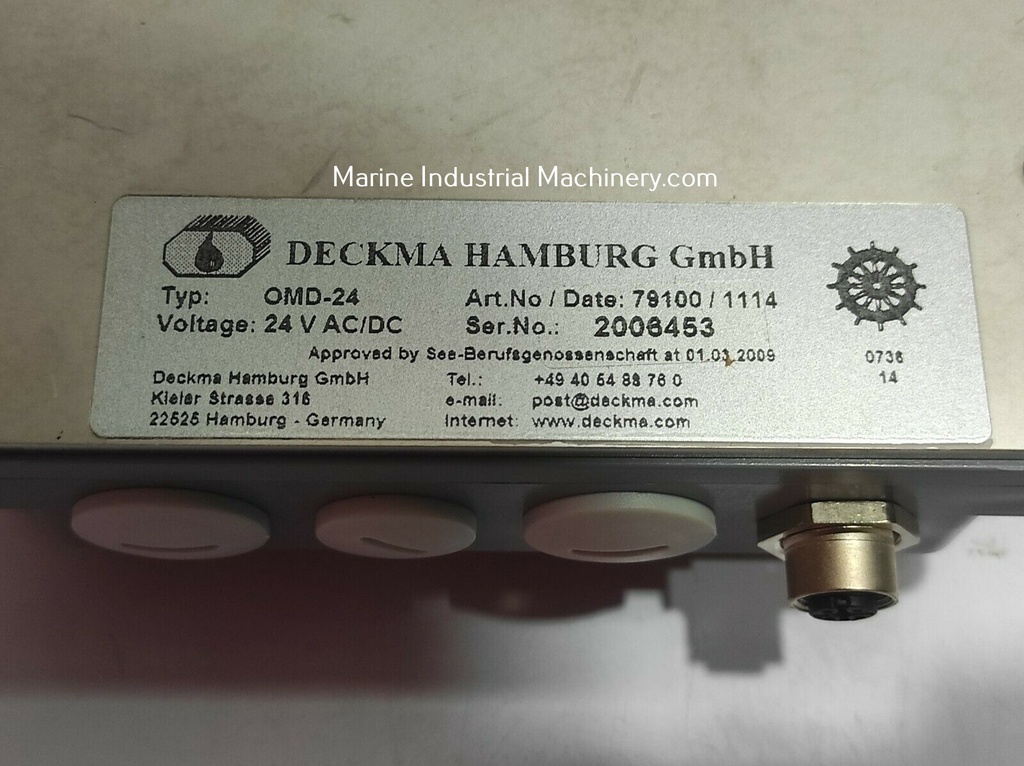 Marine Industrial Machinery.com
DECKMA HAMBURG GmbH
Typ: OMD-24 Art.No / Date: 79100 / 1114
Voltage: 24 V AC/DC Ser.No.: 2006453
Approved by See-Berufsgenossenschaft at 01.03.2009 0736
Deckma Hamburg GmbH Tel.: +49 40 54 88 76 0 14
Kieler Strasse 316 e-mail: post@deckma.com
22525 Hamburg - Germany Internet: www.deckma.com